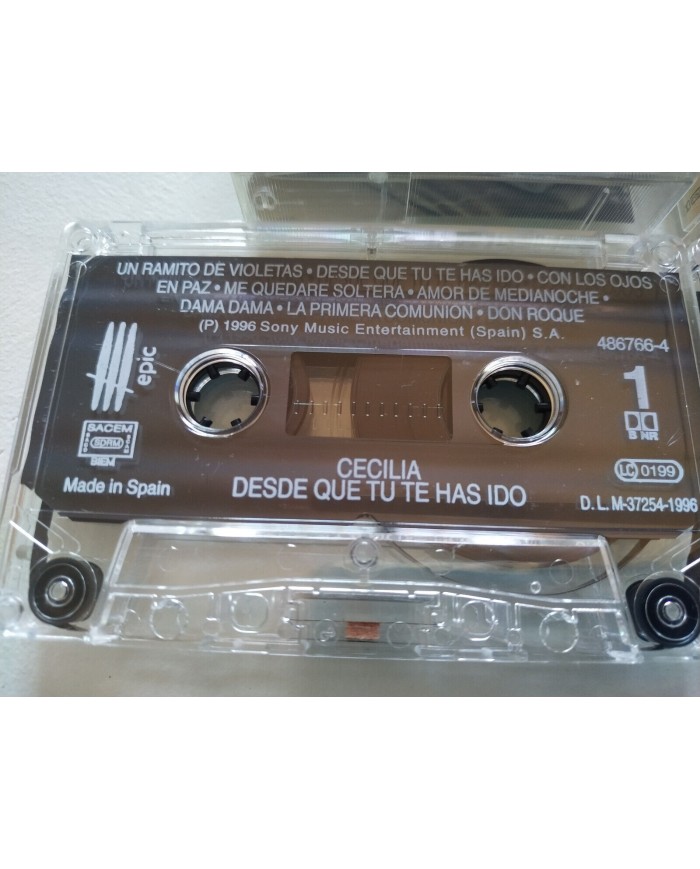 UN RAMITO DE VIOLETAS • DESDE QUE TU TE HAS IDO • CON LOS OJOS
EN PAZ • ME QUEDARE SOLTERA • AMOR DE MEDIANOCHE •
DAMA DAMA • LA PRIMERA COMUNION • DON ROQUE
(P) 1996 Sony Music Entertainment (Spain) S.A.
486766-4
epic
1
B NR
SACEM
SDRM
BIEM
LC 0199
Made in Spain
CECILIA
DESDE QUE TU TE HAS IDO
D.L.M-37254-1996